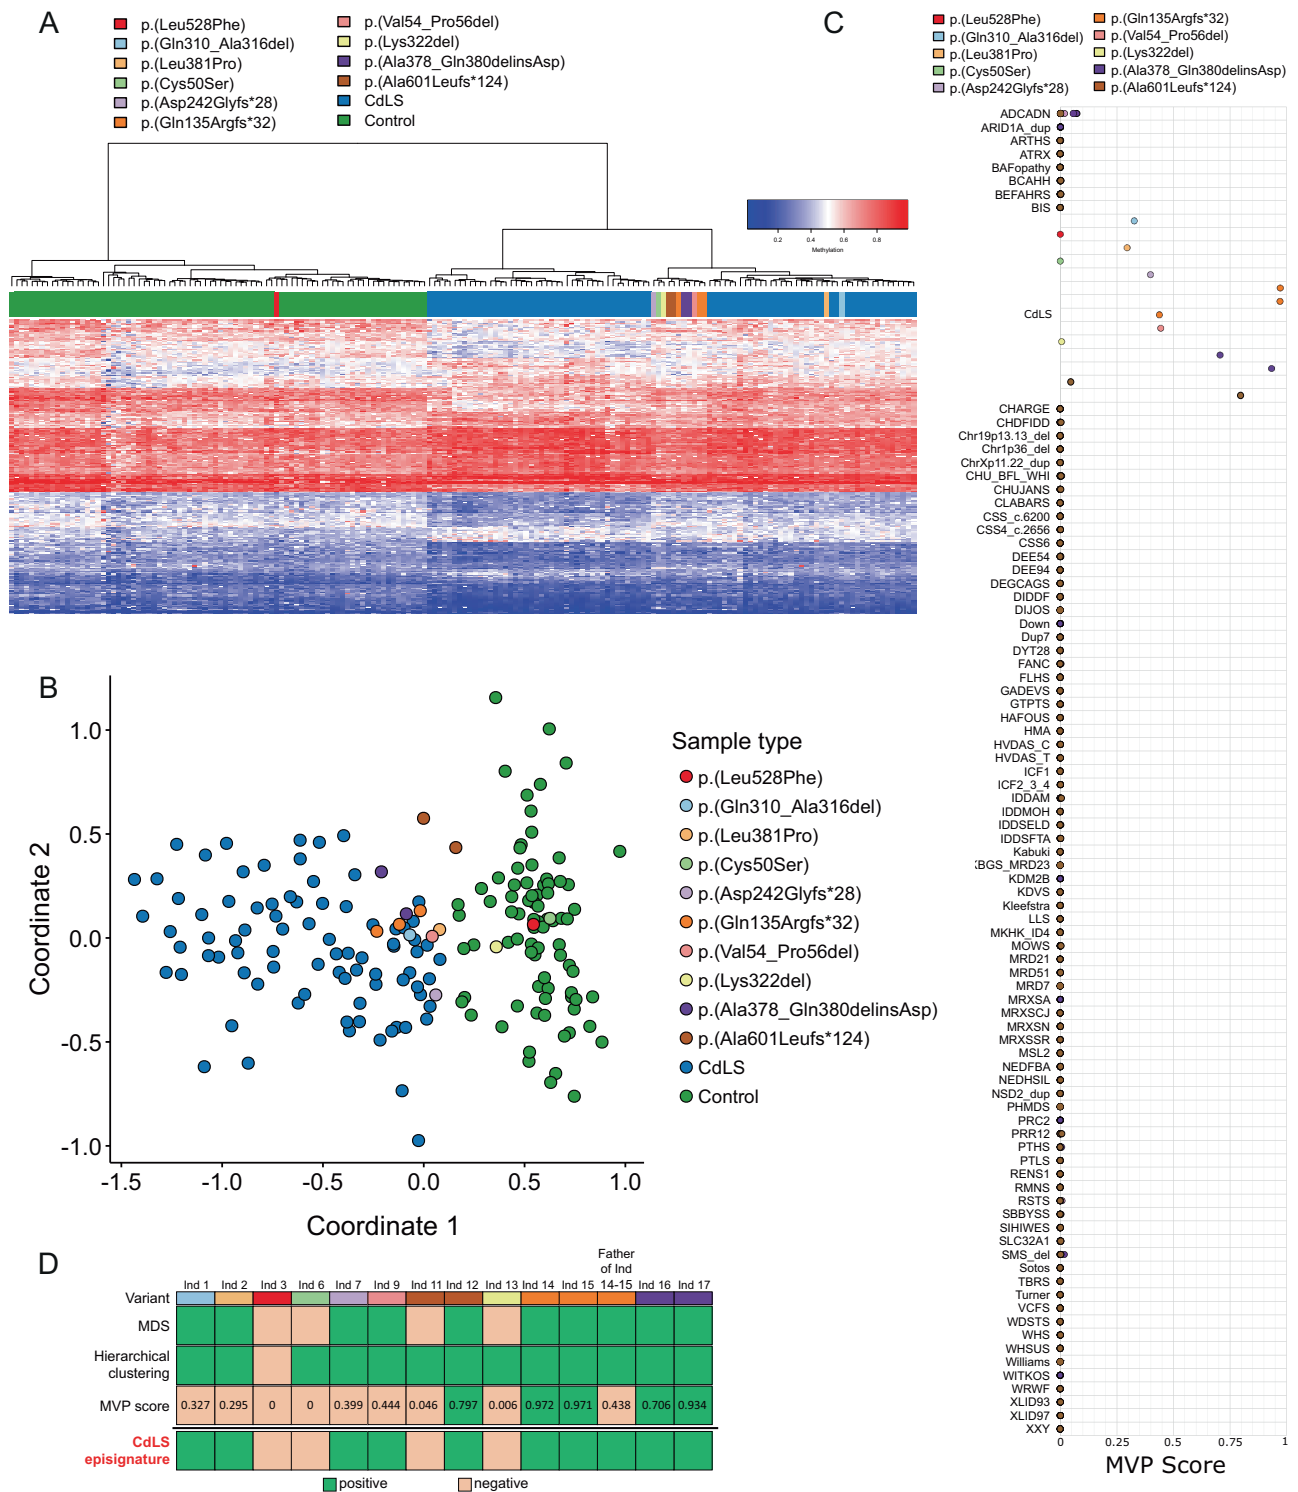 A
p.(Leu528Phe)
p.(Gln310_Ala316del)
p.(Leu381Pro)
p.(Cys50Ser)
p.(Asp242Glyfs*28)
p.(Gln135Argfs*32)
p.(Val54_Pro56del)
p.(Lys322del)
p.(Ala378_Gln380delinsAsp)
p.(Ala601Leufs*124)
CdLS
Control
0.2 0.4 0.6 0.8
Methylation
B
Coordinate 2
1.0
0.5
0.0
-0.5
-1.0
-1.5 -1.0 -0.5 0.0 0.5 1.0
Coordinate 1
Sample type
p.(Leu528Phe)
p.(Gln310_Ala316del)
p.(Leu381Pro)
p.(Cys50Ser)
p.(Asp242Glyfs*28)
p.(Gln135Argfs*32)
p.(Val54_Pro56del)
p.(Lys322del)
p.(Ala378_Gln380delinsAsp)
p.(Ala601Leufs*124)
CdLS
Control
C
p.(Leu528Phe)
p.(Gln310_Ala316del)
p.(Leu381Pro)
p.(Cys50Ser)
p.(Asp242Glyfs*28)
p.(Gln135Argfs*32)
p.(Val54_Pro56del)
p.(Lys322del)
p.(Ala378_Gln380delinsAsp)
p.(Ala601Leufs*124)
ADCADN
ARID1A_dup
ARTHS
ATRX
BAFopathy
BCAHH
BEFAHRS
BIS
CdLS
CHARGE
CHDFIDD
Chr19p13.13_del
Chr1p36_del
ChrXp11.22_dup
CHU_BFL_WHI
CHUJANS
CLABARS
CSS_c.6200
CSS4_c.2656
CSS6
DEE54
DEE94
DEGCAGS
DIDDF
DIJOS
Down
Dup7
DYT28
FANC
FLHS
GADEVS
GTPTS
HAFOUS
HMA
HVDAS_C
HVDAS_T
ICF1
ICF2_3_4
IDDAM
IDDMOH
IDDSELD
IDDSFTA
Kabuki
KBGS_MRD23
KDM2B
KDVS
Kleefstra
LLS
MKHK_ID4
MOWS
MRD21
MRD51
MRD7
MRXSA
MRXSCJ
MRXSN
MRXSSR
MSL2
NEDFBA
NEDHSIL
NSD2_dup
PHMDS
PRC2
PRR12
PTHS
PTLS
RENS1
RMNS
RSTS
SBBYSS
SIHIWES
SLC32A1
SMS_del
Sotos
TBRS
Turner
VCFS
WDSTS
WHS
WHSUS
Williams
WITKOS
WRWF
XLID93
XLID97
XXY
0 0.25 0.5 0.75 1
MVP Score
D
Ind 1 Ind 2 Ind 3 Ind 6 Ind 7 Ind 9 Ind 11 Ind 12 Ind 13 Ind 14 Ind 15 Father of Ind 14-15 Ind 16 Ind 17
Variant
MDS
Hierarchical
clustering
MVP score 0.327 0.295 0 0 0.399 0.444 0.046 0.797 0.006 0.972 0.971 0.438 0.706 0.934
CdLS
episignature
positive negative